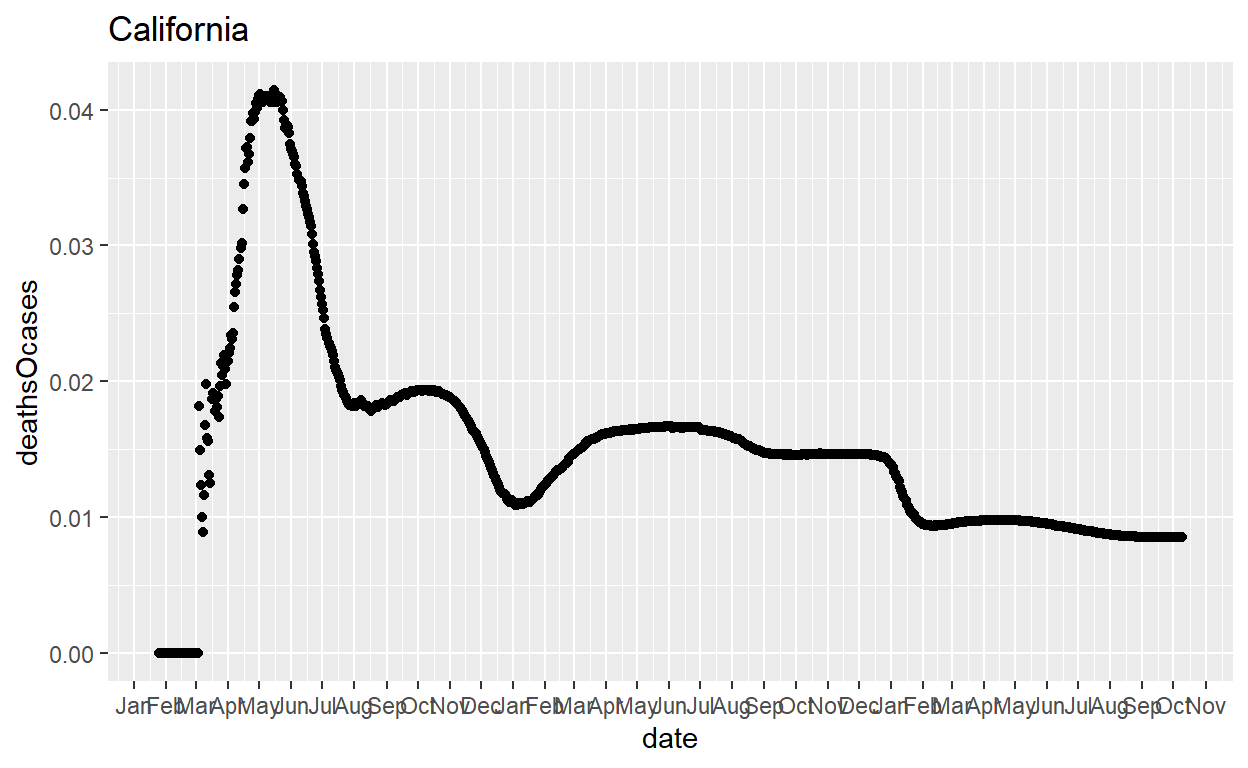 California
0.04
0.03
0.02
0.01
0.00
deathsOcases
Jan Feb Mar Apr May Jun Jul Aug Sep Oct Nov Dec Jan Feb Mar Apr May Jun Jul Aug Sep Oct Nov Dec Jan Feb Mar Apr May Jun Jul Aug Sep Oct Nov
date